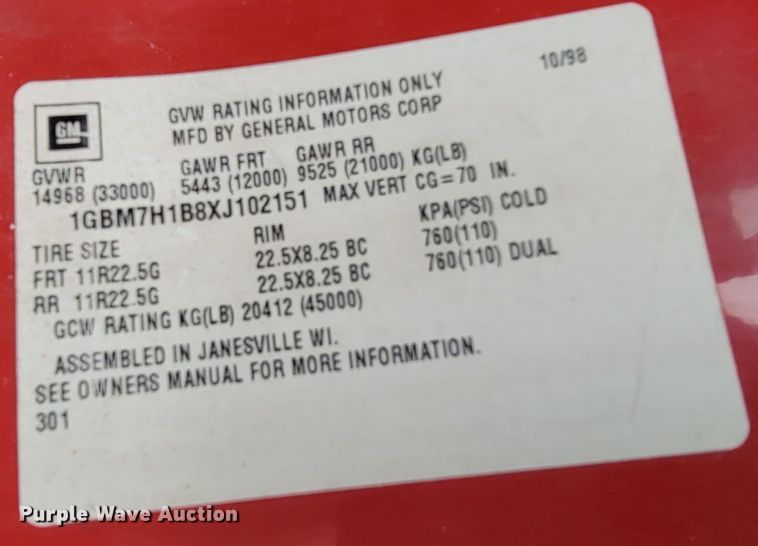 10/98
GM
GVW RATING INFORMATION ONLY
MFD BY GENERAL MOTORS CORP
GVWR GAWR FRT GAWR RR
14968 (33000) 5443 (12000) 9525 (21000) KG(LB)
1GBM7H1B8XJ102151 MAX VERT CG=70 IN.
TIRE SIZE RIM KPA(PSI) COLD
FRT 11R22.5G 22.5X8.25 BC 760(110)
RR 11R22.5G 22.5X8.25 BC 760(110) DUAL
GCW RATING KG(LB) 20412 (45000)
ASSEMBLED IN JANESVILLE WI.
SEE OWNERS MANUAL FOR MORE INFORMATION.
301
Purple Wave Auction